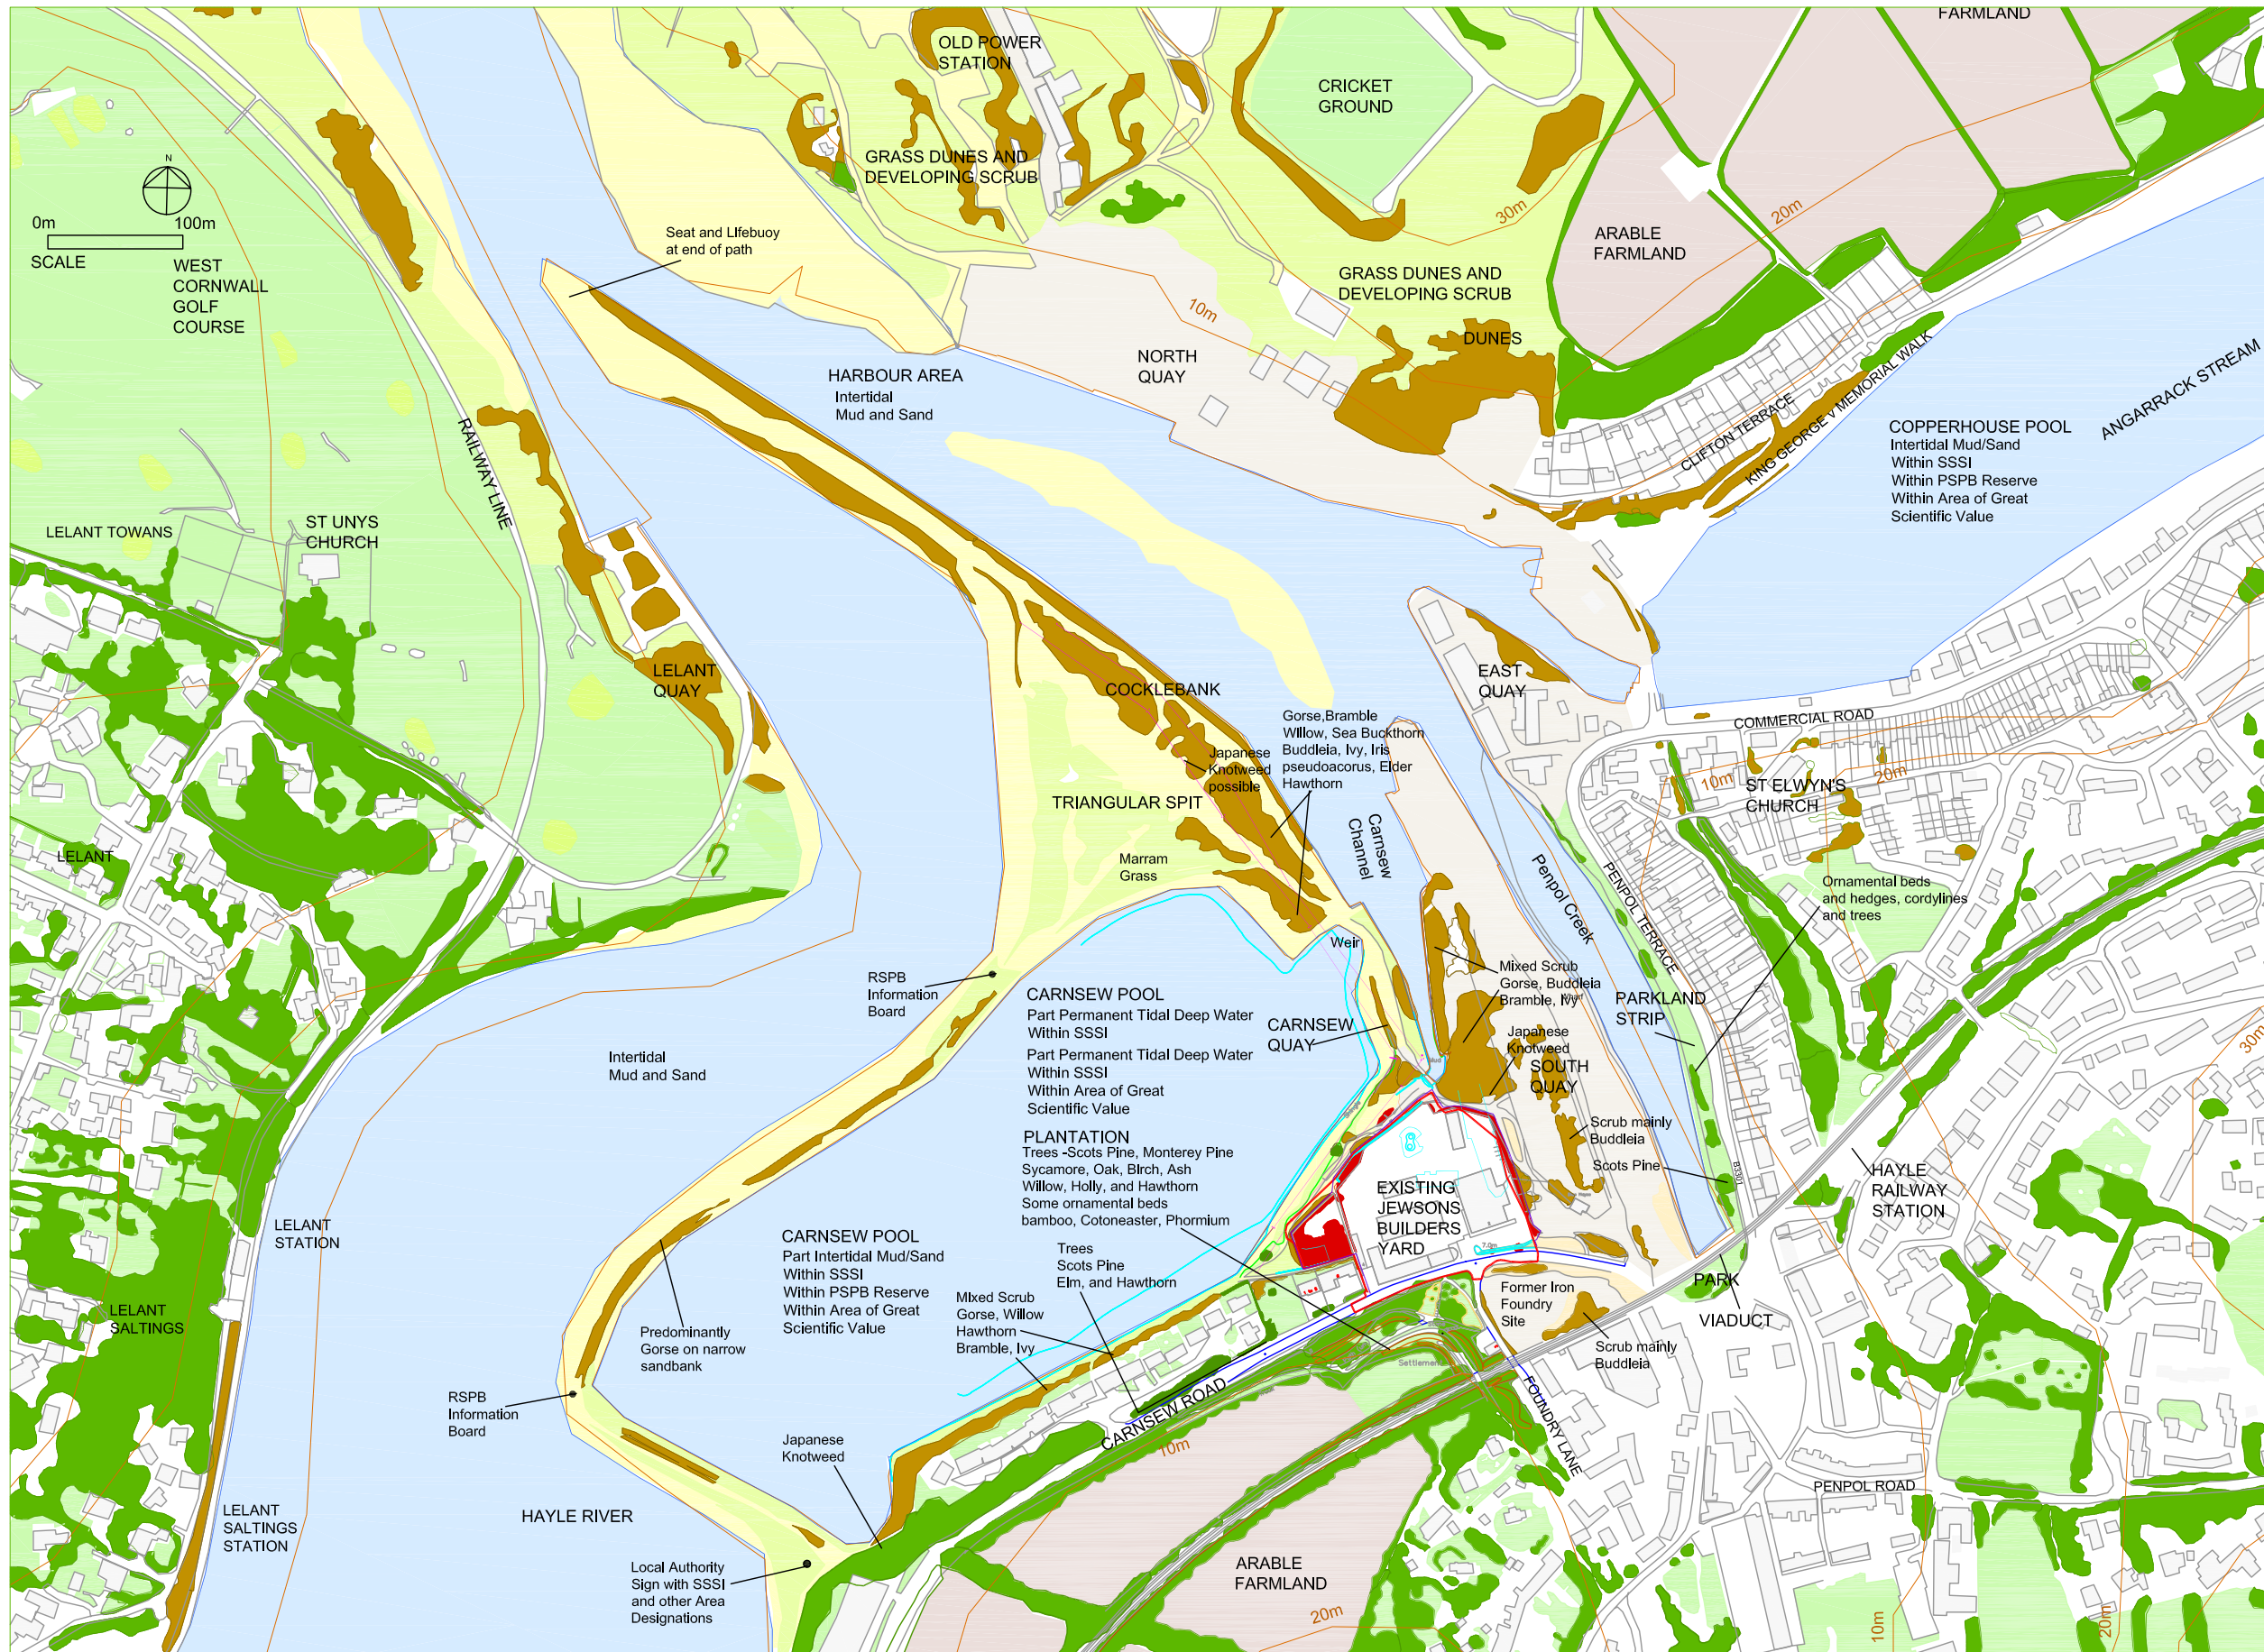 FARMLAND
OLD POWER
STATION
CRICKET
GROUND
GRASS DUNES AND
DEVELOPING SCRUB
N
0m
100m
SCALE
WEST
CORNWALL
GOLF
COURSE
Seat and LIfebuoy
at end of path
30m
20m
ARABLE
FARMLAND
GRASS DUNES AND
DEVELOPING SCRUB
10m
DUNES
NORTH
QUAY
HARBOUR AREA
Intertidal
Mud and Sand
RAILWAY LINE
CLIFTON TERRACE
KING GEORGE v MEMORIAL WALK
ANGARRACK STREAM
COPPERHOUSE POOL
Intertidal Mud/Sand
Within SSSI
Within PSPB Reserve
Within Area of Great
Scientific Value
LELANT TOWANS
ST UNYS
CHURCH
LELANT
QUAY
COCKLEBANK
EAST
QUAY
COMMERCIAL ROAD
Gorse,Bramble
WIllow, Sea Buckthorn
Buddleia, Ivy, Iris
pseudoacorus, Elder
Hawthorn
Japanese
Knotweed
possible
10m
20m
ST ELWYN'S
CHURCH
TRIANGULAR SPIT
Carnsew
Channel
LELANT
Marram
Grass
Penpol Creek
PENPOL TERRACE
Ornamental beds
and hedges, cordylines
and trees
Weir
RSPB
Information
Board
Mixed Scrub
Gorse, Buddleia
Bramble, Ivy
CARNSEW POOL
Part Permanent Tidal Deep Water
Within SSSI
Part Permanent Tidal Deep Water
Within SSSI
Within Area of Great
Scientific Value
CARNSEW
QUAY
PARKLAND
STRIP
Japanese
Knotweed
SOUTH
QUAY
Mud
30m
Intertidal
Mud and Sand
PLANTATION
Trees -Scots Pine, Monterey Pine
Sycamore, Oak, BIrch, Ash
Willow, Holly, and Hawthorn
Some ornamental beds
bamboo, Cotoneaster, Phormium
Scrub mainly
Buddleia
Scots Pine
B3301
HAYLE
RAILWAY
STATION
EXISTING
JEWSONS
BUILDERS
YARD
7.0m
LELANT
STATION
CARNSEW POOL
Part Intertidal Mud/Sand
Within SSSI
Within PSPB Reserve
Within Area of Great
Scientific Value
Trees
Scots Pine
Elm, and Hawthorn
MIxed Scrub
Gorse, Willow
Hawthorn
Bramble, Ivy
Former Iron
Foundry
Site
PARK
VIADUCT
LELANT
SALTINGS
Predominantly
Gorse on narrow
sandbank
Scrub mainly
Buddleia
Settlement
RSPB
Information
Board
CARNSEW ROAD
FOUNDRY LANE
10m
Japanese
Knotweed
PENPOL ROAD
LELANT
SALTINGS
STATION
HAYLE RIVER
Local Authority
Sign with SSSI
and other Area
Designations
ARABLE
FARMLAND
20m
10m
20m